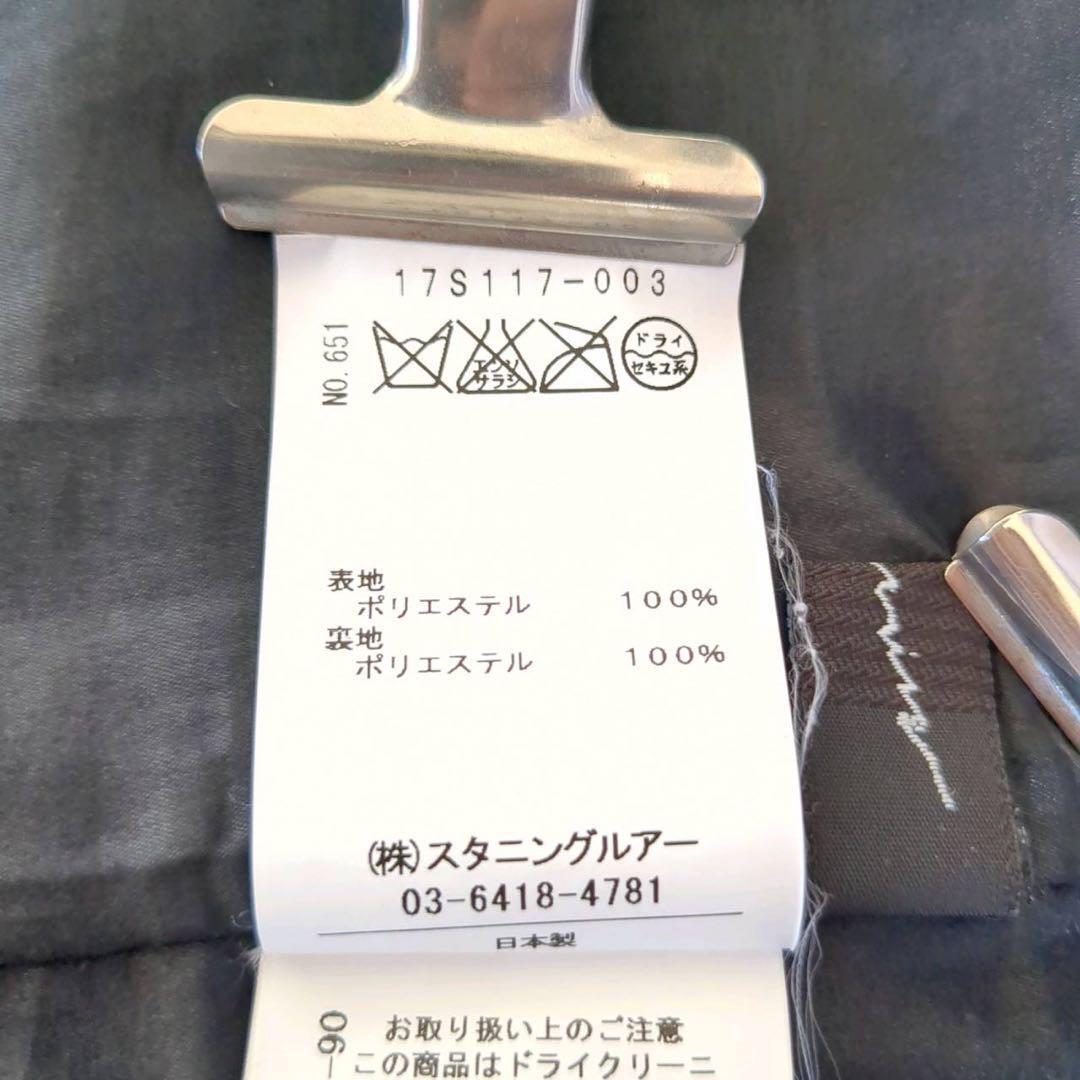 17S117-003
NO. 651
エンソ
サラシ
ドライ
セキユ系
表地
ポリエステル 100%
裏地
ポリエステル 100%
(株)スタニングルアー
03-6418-4781
日本製
90-
お取り扱い上のご注意
この商品はドライクリーニ